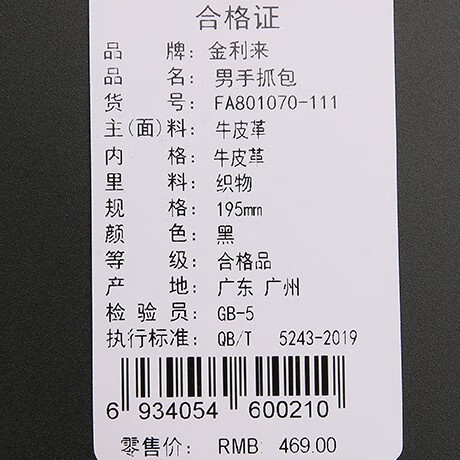 合格证
品 牌: 金利来
品 名: 男手抓包
货 号: FA801070-111
主(面)料: 牛皮革
内 格: 牛皮革
里 料: 织物
规 格: 195mm
颜 色: 黑
等 级: 合格品
产 地: 广东 广州
检 验 员: GB-5
执行标准: QB/T 5243-2019
6 934054 600210
零售价: RMB 469.00